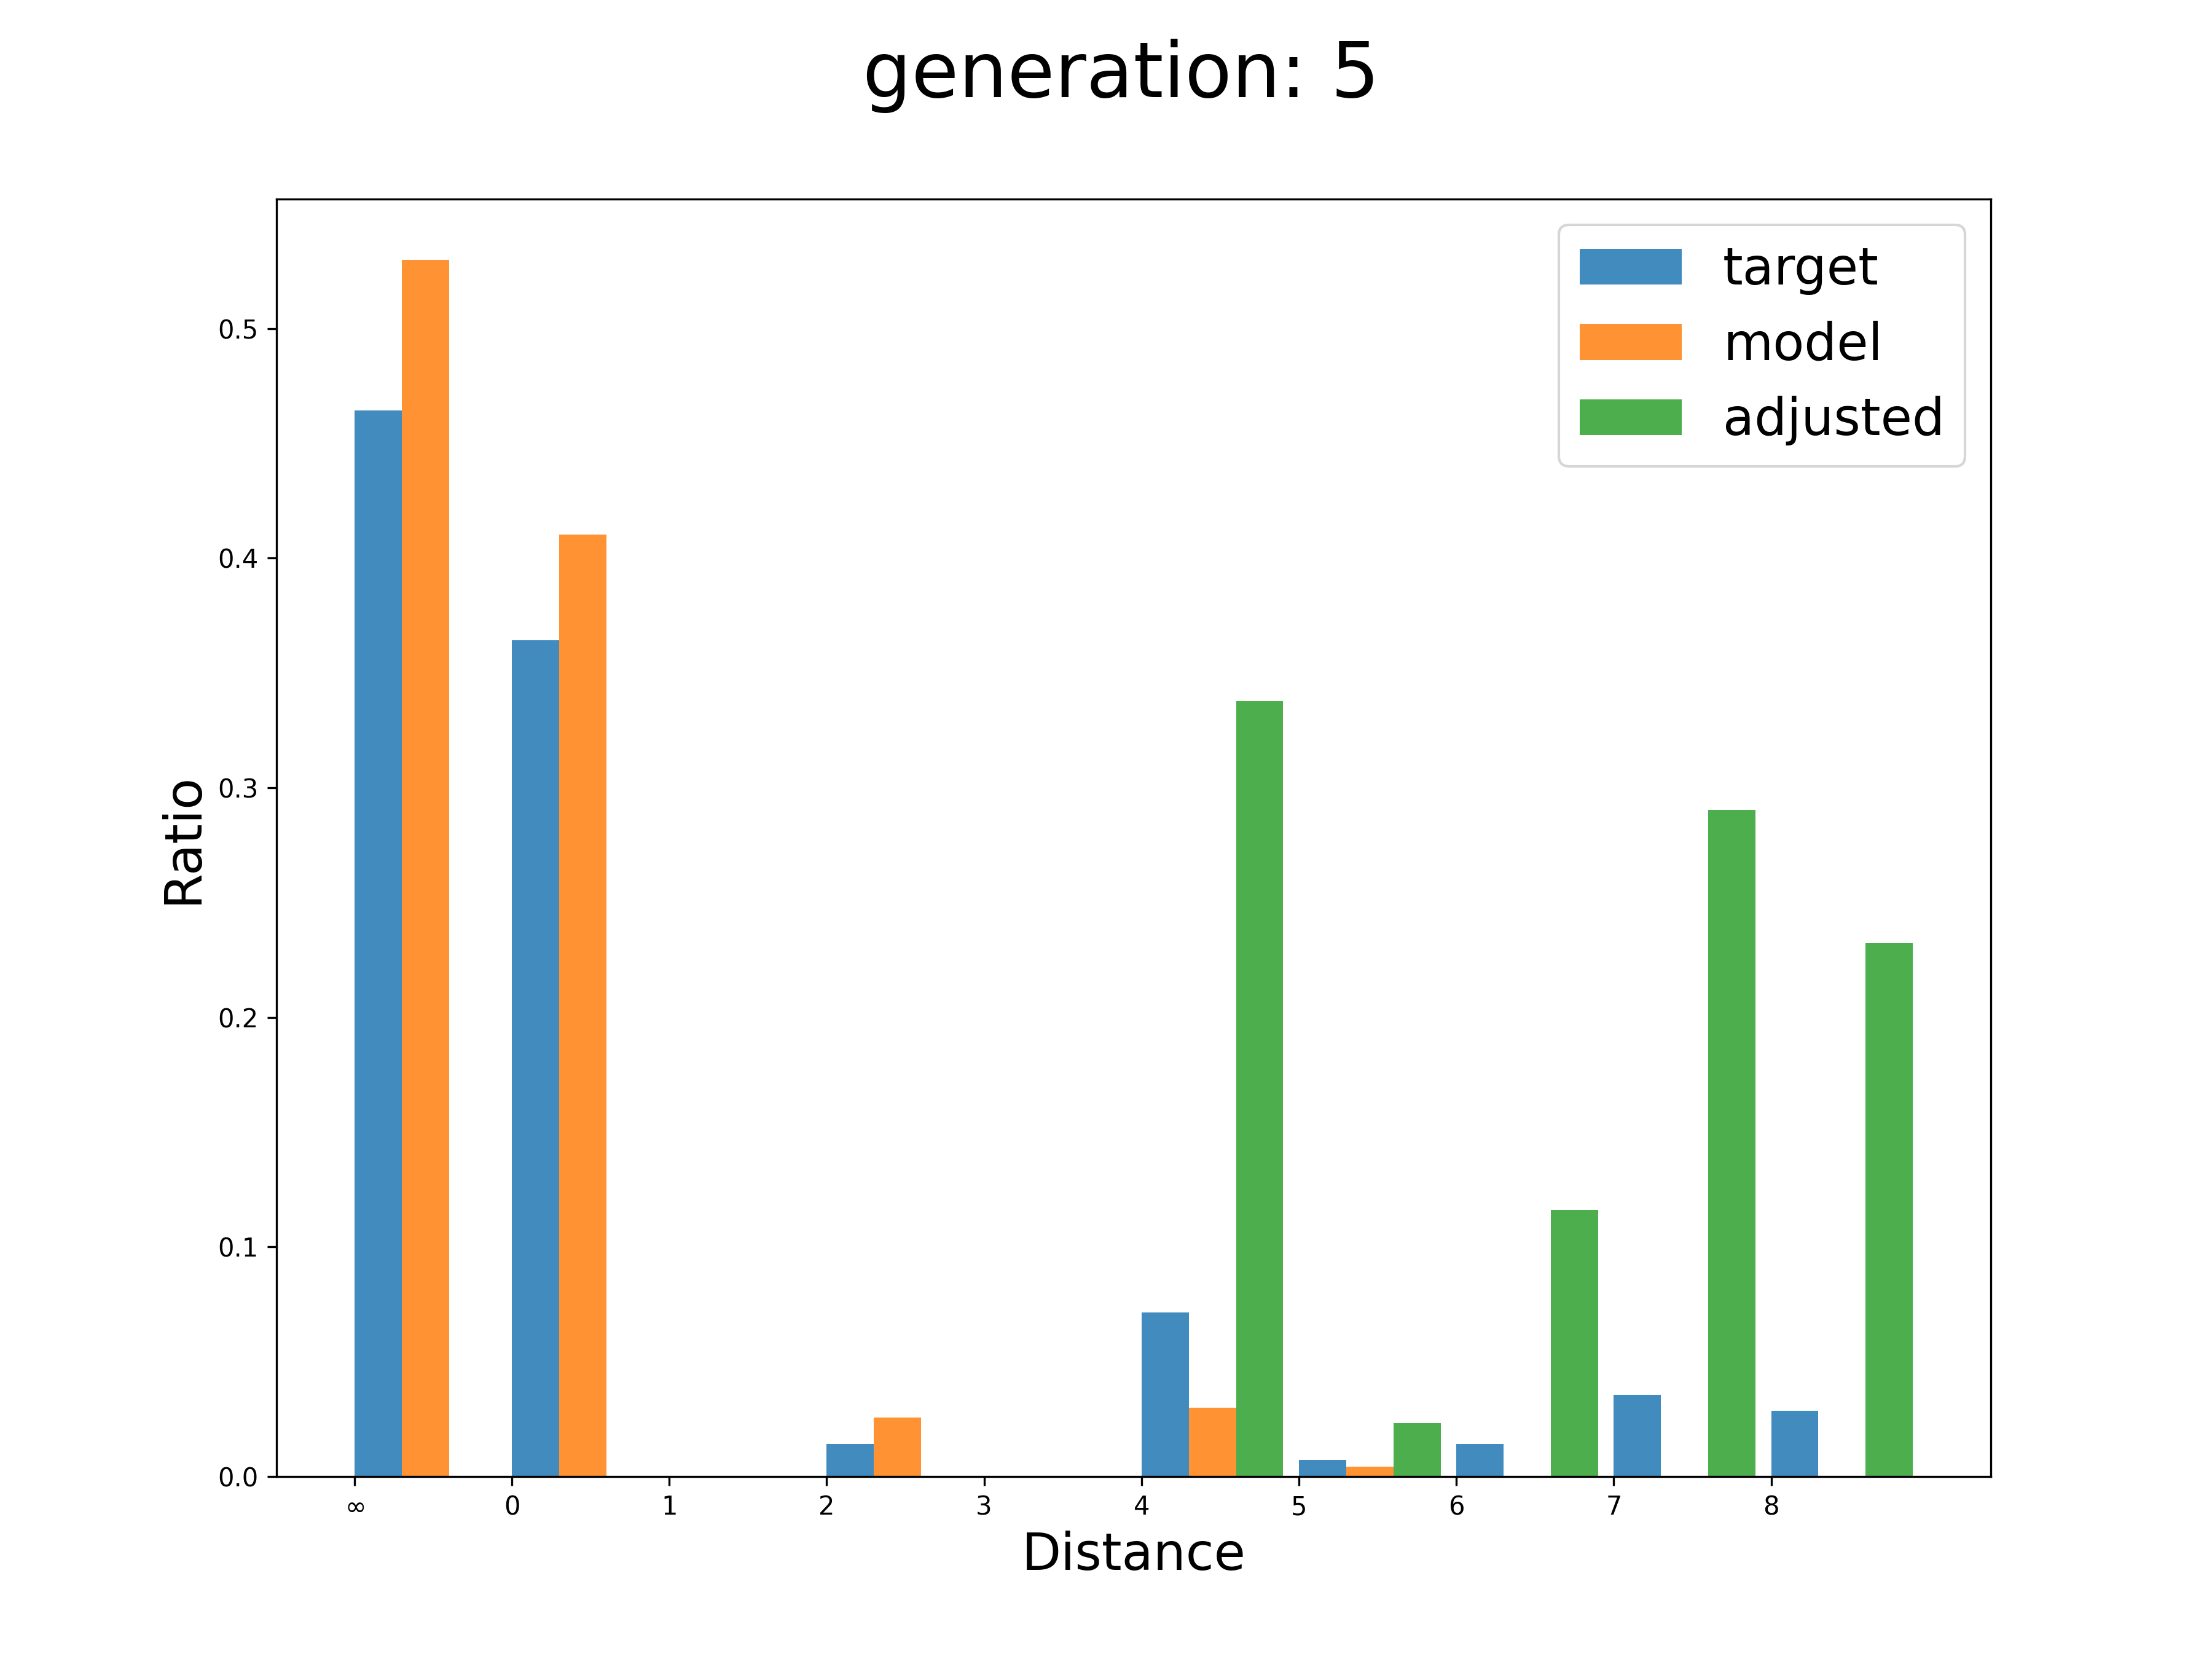 generation: 5
target
model
adjusted
0.5
0.4
0.3
0.2
0.1
0.0
Ratio
∞ 0 1 2 3 4 5 6 7 8
Distance